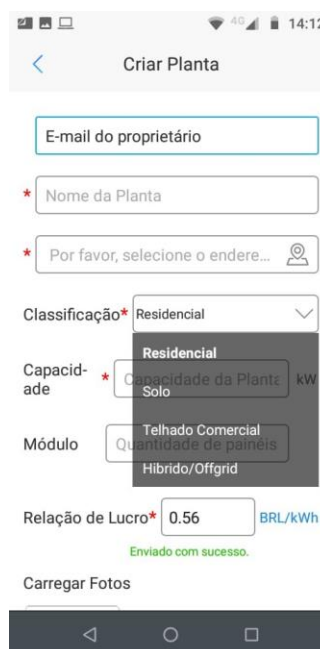 4G 14:12
Criar Planta
E-mail do proprietário
* Nome da Planta
* Por favor, selecione o endere...
Classificação* Residencial
Residencial
Capacid-
ade * Capacidade da Planta kW
Solo
Telhado Comercial
Módulo Quantidade de painéis
Hibrido/Offgrid
Relação de Lucro* 0.56 BRL/kWh
Enviado com sucesso.
Carregar Fotos